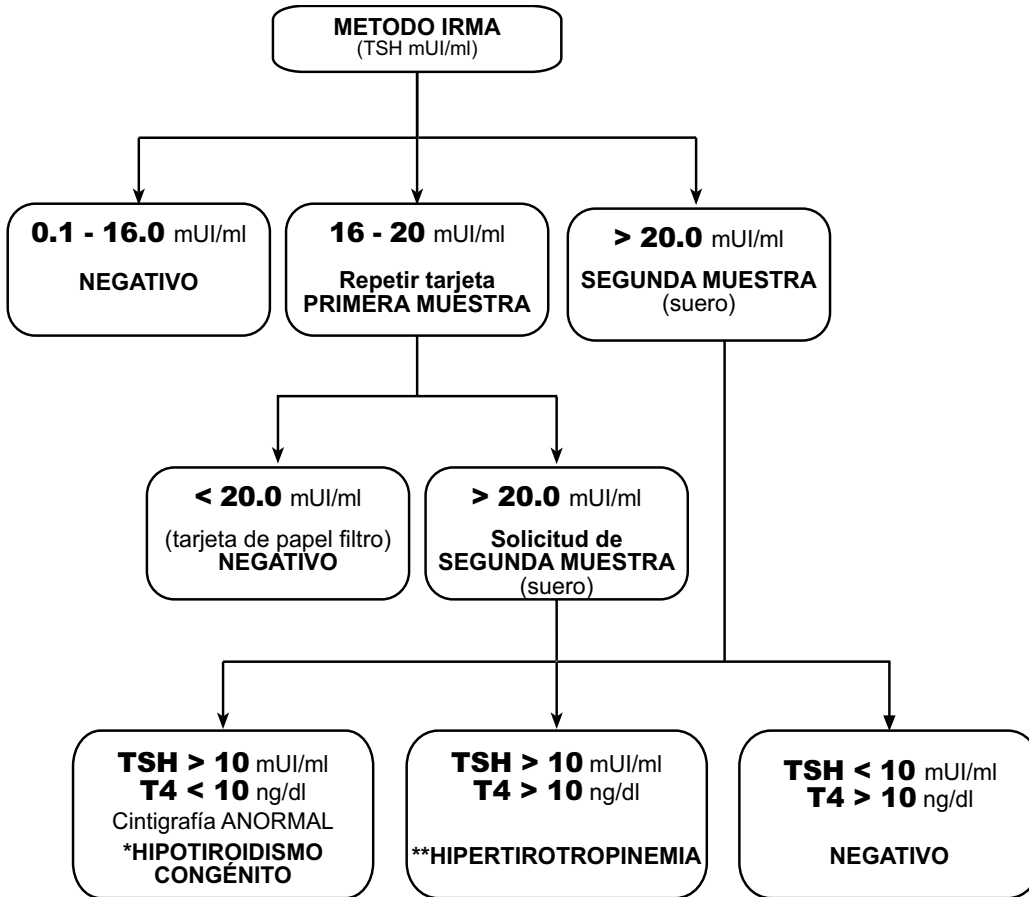 METODO IRMA
(TSH mUI/ml)
0.1 - 16.0 mUI/ml
NEGATIVO
16 - 20 mUI/ml
Repetir tarjeta
PRIMERA MUESTRA
> 20.0 mUI/ml
SEGUNDA MUESTRA
(suero)
< 20.0 mUI/ml
(tarjeta de papel filtro)
NEGATIVO
> 20.0 mUI/ml
Solicitud de
SEGUNDA MUESTRA
(suero)
TSH > 10 mUI/ml
T4 < 10 ng/dl
Cintigrafía ANORMAL
*HIPOTIROIDISMO
CONGÉNITO
TSH > 10 mUI/ml
T4 > 10 ng/dl
**HIPERTIROTROPINEMIA
TSH < 10 mUI/ml
T4 > 10 ng/dl
NEGATIVO